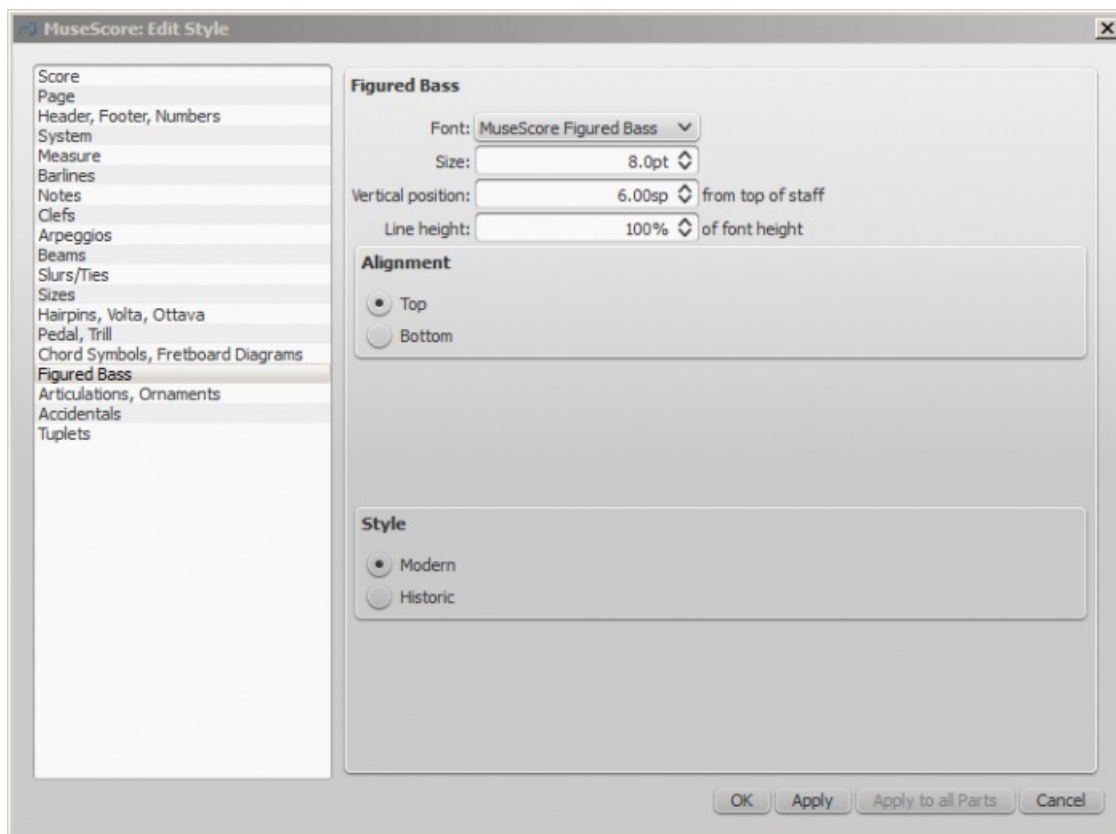 MuseScore: Edit Style
Score
Page
Header, Footer, Numbers
System
Measure
Barlines
Notes
Clefs
Arpeggios
Beams
Slurs/Ties
Sizes
Hairpins, Volta, Ottava
Pedal, Trill
Chord Symbols, Fretboard Diagrams
Figured Bass
Articulations, Ornaments
Accidentals
Tuplets
Figured Bass
Font: MuseScore Figured Bass
Size: 8.0pt
Vertical position: 6.00sp from top of staff
Line height: 100% of font height
Alignment
Top
Bottom
Style
Modern
Historic
OK Apply Apply to all Parts Cancel